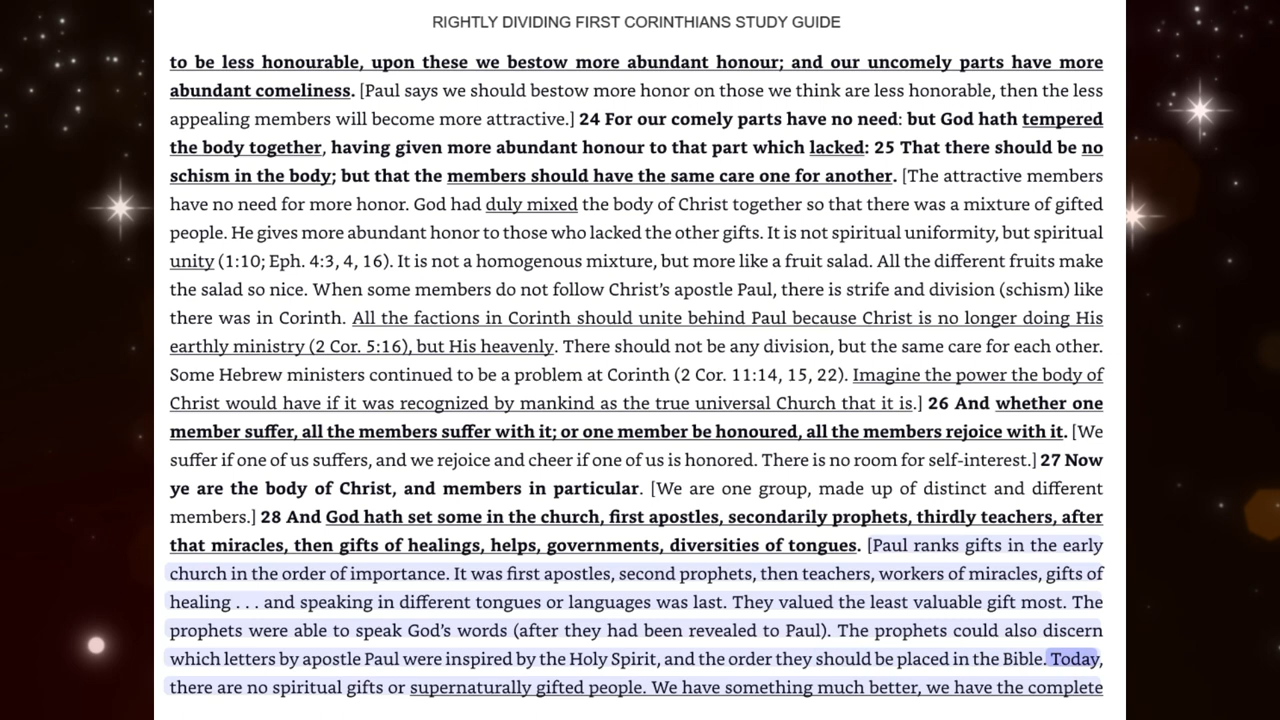 RIGHTLY DIVIDING FIRST CORINTHIANS STUDY GUIDE
to be less honourable, upon these we bestow more abundant honour; and our uncomely parts have more
abundant comeliness. [Paul says we should bestow more honor on those we think are less honorable, then the less
appealing members will become more attractive.] 24 For our comely parts have no need: but God hath tempered
the body together, having given more abundant honour to that part which lacked: 25 That there should be no
schism in the body; but that the members should have the same care one for another. [The attractive members
have no need for more honor. God had duly mixed the body of Christ together so that there was a mixture of gifted
people. He gives more abundant honor to those who lacked the other gifts. It is not spiritual uniformity, but spiritual
unity (1:10; Eph. 4:3, 4, 16). It is not a homogenous mixture, but more like a fruit salad. All the different fruits make
the salad so nice. When some members do not follow Christ's apostle Paul, there is strife and division (schism) like
there was in Corinth. All the factions in Corinth should unite behind Paul because Christ is no longer doing His
earthly ministry (2 Cor. 5:16), but His heavenly. There should not be any division, but the same care for each other.
Some Hebrew ministers continued to be a problem at Corinth (2 Cor. 11:14, 15, 22). Imagine the power the body of
Christ would have if it was recognized by mankind as the true universal Church that it is.] 26 And whether one
member suffer, all the members suffer with it; or one member be honoured, all the members rejoice with it. [We
suffer if one of us suffers, and we rejoice and cheer if one of us is honored. There is no room for self-interest.] 27 Now
ye are the body of Christ, and members in particular. [We are one group, made up of distinct and different
members.] 28 And God hath set some in the church, first apostles, secondarily prophets, thirdly teachers, after
that miracles, then gifts of healings, helps, governments, diversities of tongues. [Paul ranks gifts in the early
church in the order of importance. It was first apostles, second prophets, then teachers, workers of miracles, gifts of
healing . . . and speaking in different tongues or languages was last. They valued the least valuable gift most. The
prophets were able to speak God's words (after they had been revealed to Paul). The prophets could also discern
which letters by apostle Paul were inspired by the Holy Spirit, and the order they should be placed in the Bible. Today,
there are no spiritual gifts or supernaturally gifted people. We have something much better, we have the complete